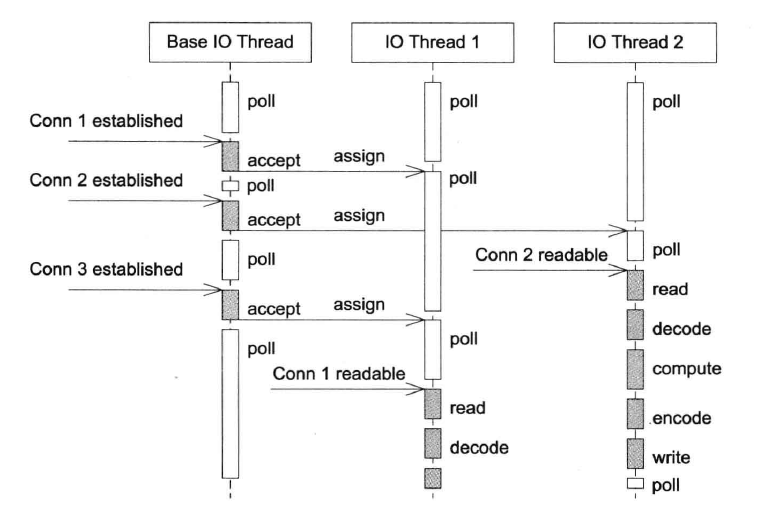 Base IO Thread
IO Thread 1
IO Thread 2
poll
poll
poll
Conn 1 established
accept
assign
Conn 2 established
poll
poll
accept
assign
Conn 3 established
poll
Conn 2 readable
poll
accept
assign
read
poll
poll
decode
Conn 1 readable
compute
read
encode
decode
write
poll